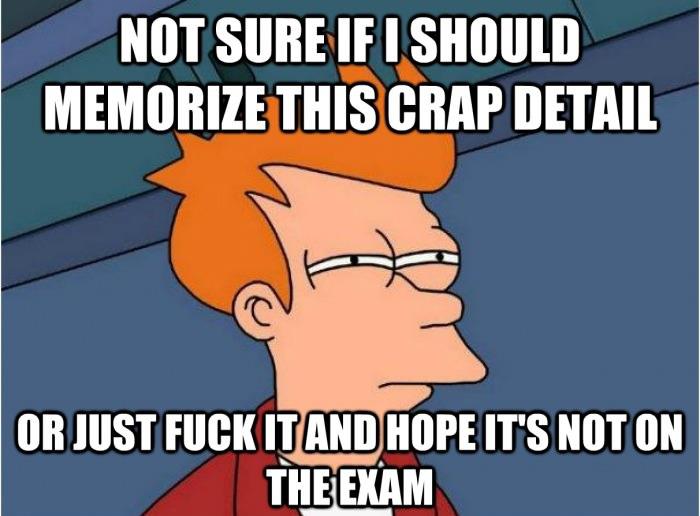 NOT SURE IF I SHOULD
MEMORIZE THIS CRAP DETAIL
OR JUST FUCK IT AND HOPE IT'S NOT ON
THE EXAM